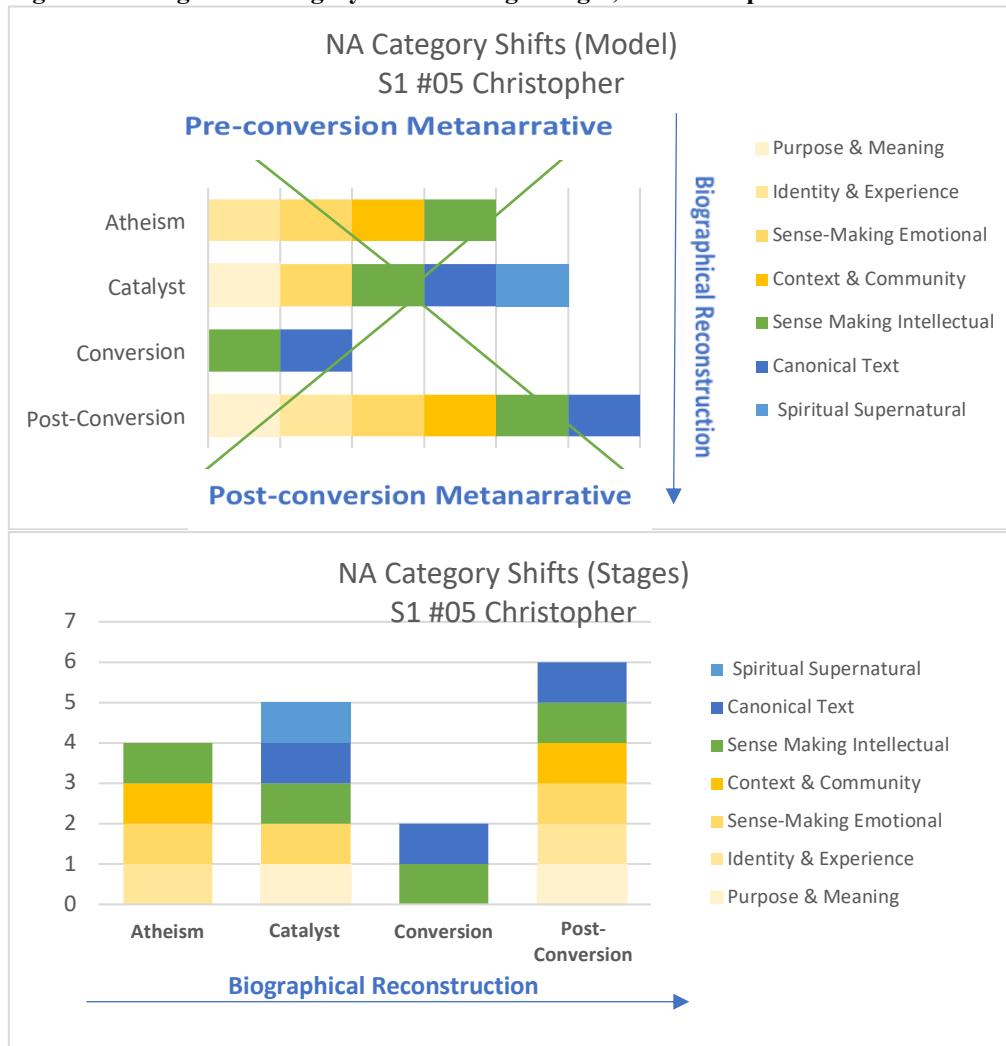 NA Category Shifts (Model)
S1 #05 Christopher
Pre-conversion Metanarrative
Atheism
Catalyst
Conversion
Post-Conversion
Post-conversion Metanarrative
Biographical Reconstruction
Purpose & Meaning
Identity & Experience
Sense-Making Emotional
Context & Community
Sense Making Intellectual
Canonical Text
Spiritual Supernatural
NA Category Shifts (Stages)
S1 #05 Christopher
7
6
5
4
3
2
1
0
Atheism
Catalyst
Conversion
Post-
Conversion
Biographical Reconstruction
Spiritual Supernatural
Canonical Text
Sense Making Intellectual
Context & Community
Sense-Making Emotional
Identity & Experience
Purpose & Meaning